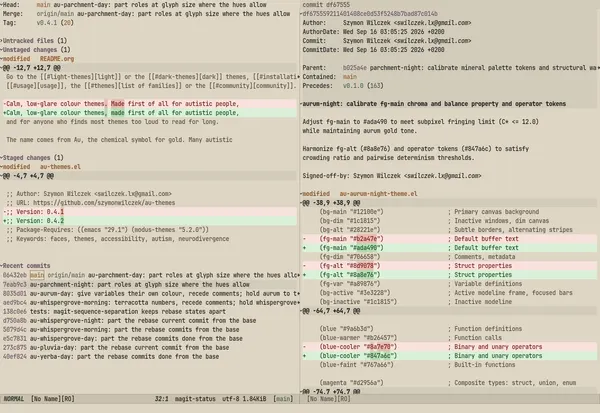 Head:     main au-parchment-day: part roles at glyph size where the hues allow
Merge:    origin/main au-parchment-day: part roles at glyph size where the hues allow
Tag:      v0.4.1 (20)
Untracked files (1)
Unstaged changes (1)
modified   README.org
@@ -12,7 +12,7 @@
Go to the [[#light-themes][light]] or the [[#dark-themes][dark]] themes, [[#installati
[[#usage][usage]], the [[#themes][list of families]] or the [[#community][community]].
-Calm, low-glare colour themes. Made first of all for autistic people,
+Calm, low-glare colour themes, made first of all for autistic people,
and for anyone who finds most themes too loud to read for long.
The name comes from Au, the chemical symbol for gold. Many autistic
Staged changes (1)
modified   au-themes.el
@@ -4,7 +4,7 @@
;; Author: Szymon Wilczek <swilczek.lx@gmail.com>
;; URL: https://github.com/szymonwilczek/au-themes
-;; Version: 0.4.1
+;; Version: 0.4.2
;; Package-Requires: ((emacs "29.1") (modus-themes "5.2.0"))
;; Keywords: faces, themes, accessibility, autism, neurodivergence
Recent commits
main origin/main au-parchment-day: part roles at glyph size where the hues allow
7eab9c3 au-parchment-night: part roles at glyph size where the hues allow
au-aurum-day: give variables their own colour, recede comments; hold aurum to t
au-whispergrove-morning: terracotta numbers, recede comments; hold whispergrove
tests: magit-sequence-separation keeps rebase states apart
au-whispergrove-night: part the rebase current commit from the base
au-whispergrove-morning: part the rebase commits from the base
au-whispergrove-day: part the rebase done commits from the base
273c875 au-pluvia-day: part the rebase current commit from the base
au-yerba-day: part the rebase commits done from the base
NORMAL  [No Name][RO]  32:1  magit-status  utf-8  1.84KiB  [main]
commit df67555
Author:     Szymon Wilczek <swilczek.lx@gmail.com>
AuthorDate: Wed Sep 16 03:05:25 2026 +0200
Commit:     Szymon Wilczek <swilczek.lx@gmail.com>
CommitDate: Wed Sep 16 03:05:25 2026 +0200
Parent:     b025a4e parchment-night: calibrate mineral palette tokens and structural wa
Contained:  main
Precedes:   v0.1.0 (163)
aurum-night: calibrate fg-main chroma and balance property and operator tokens
Adjust fg-main to #ada490 to meet subpixel fringing limit (C* <= 12.0)
while maintaining aurum gold tone.
Harmonize fg-alt (#a8a8e76) and operator tokens (#847a6c) to satisfy
crowding ratio and pairwise determinism thresholds.
Signed-off-by: Szymon Wilczek <swilczek.lx@gmail.com>
modified   au-aurum-night-theme.el
@@ -38,9 +38,9 @@
(bg-main "#12100e") ; Primary canvas background
(bg-dim "#1c1815") ; Inactive windows, dim canvas
(bg-alt "#28221e") ; Subtle borders, alternating strips
- (fg-main "#b2a47e") ; Default buffer text
+ (fg-main "#ada490") ; Default buffer text
(fg-dim "#706658") ; Comments, metadata
- (fg-alt "#8d9078") ; Struct properties
+ (fg-alt "#8a8e76") ; Struct properties
(fg-var "#a89876") ; Variable definitions
(bg-active "#3e3228") ; Active modeline frame, focused bars
(bg-inactive "#1c1815") ; Inactive modeline
@@ -64,7 +64,7 @@
(blue "#9a6b3d") ; Function definitions
(blue-warmer "#b26457") ; Function calls
- (blue-cooler "#8a7e70") ; Binary and unary operators
+ (blue-cooler "#847a6c") ; Binary and unary operators
(blue-faint "#767a66") ; Built-in functions
(magenta "#d2956a") ; Composite types: struct, union, enum
@@ -74,7 +74,7 @@
[No Name][RO]